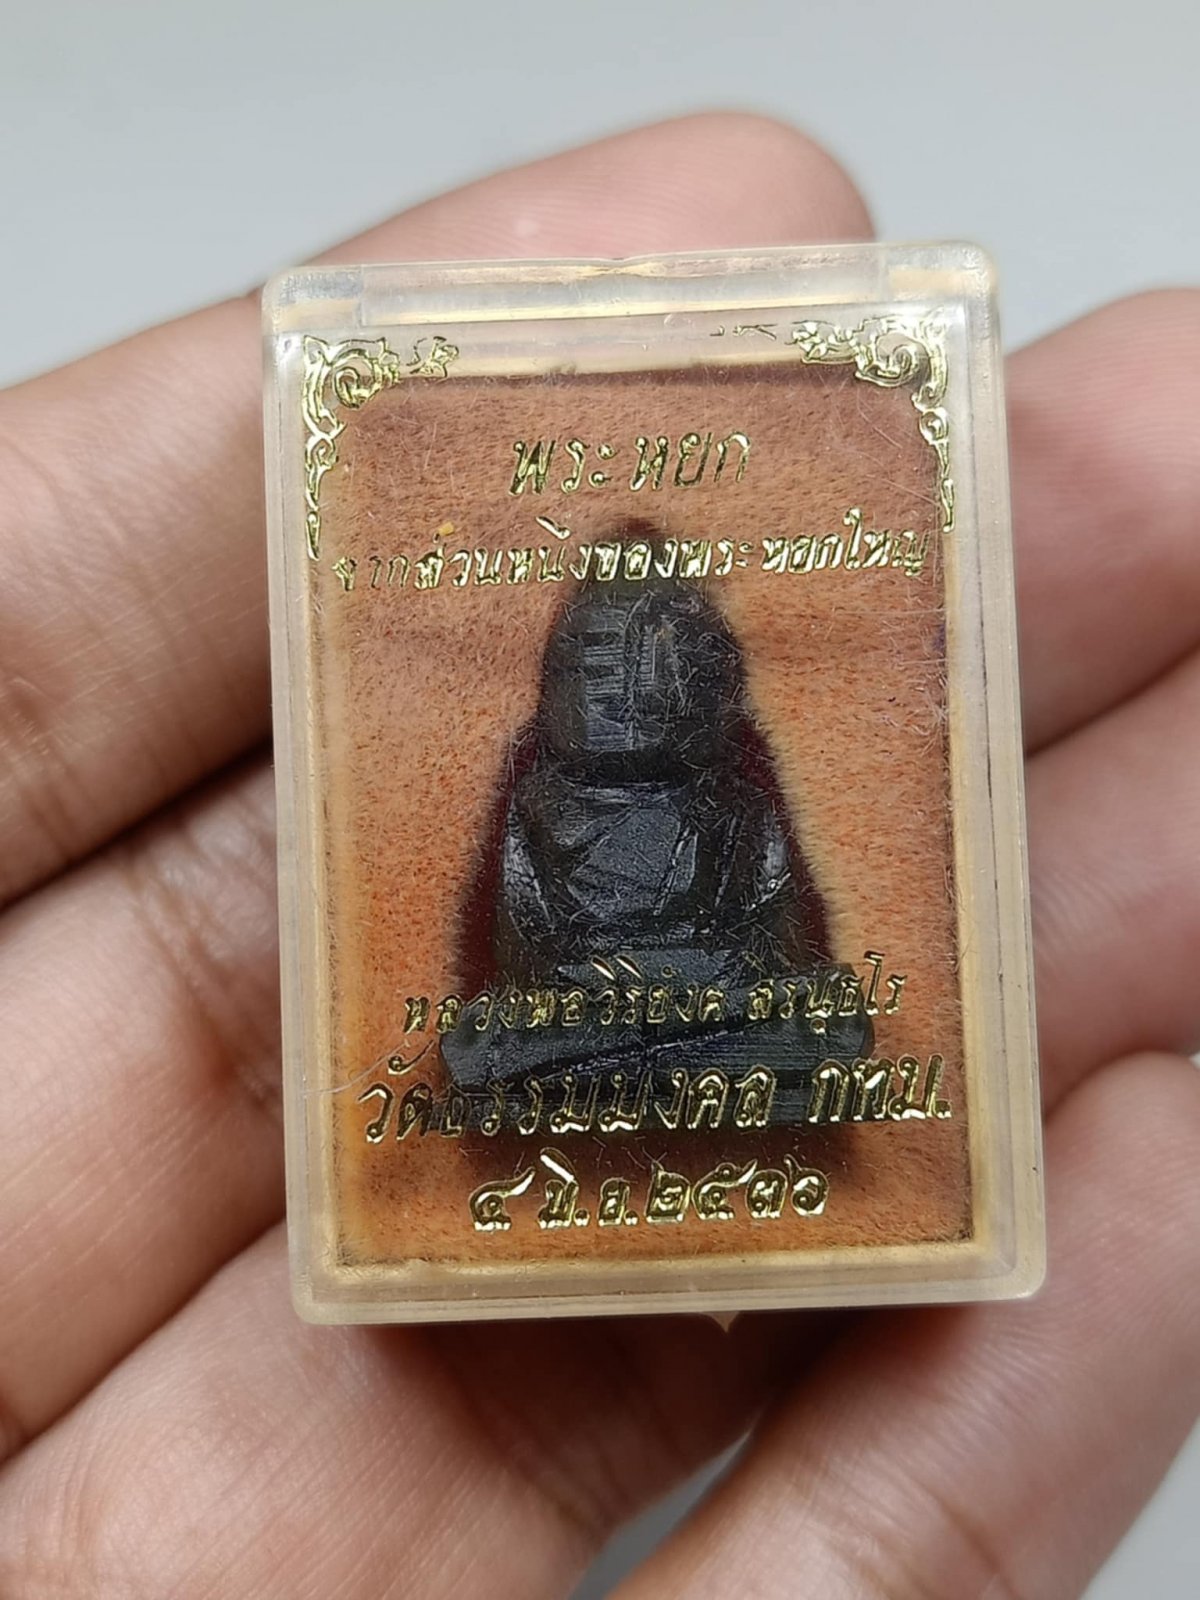 พระหยก
จากส่วนหนึ่งของพระหยกใหญ่
หลวงพ่อวิริยังค์ สิรินฺธโร
วัดธรรมมงคล กทม.
๔ มิ.ย.๒๕๓๖